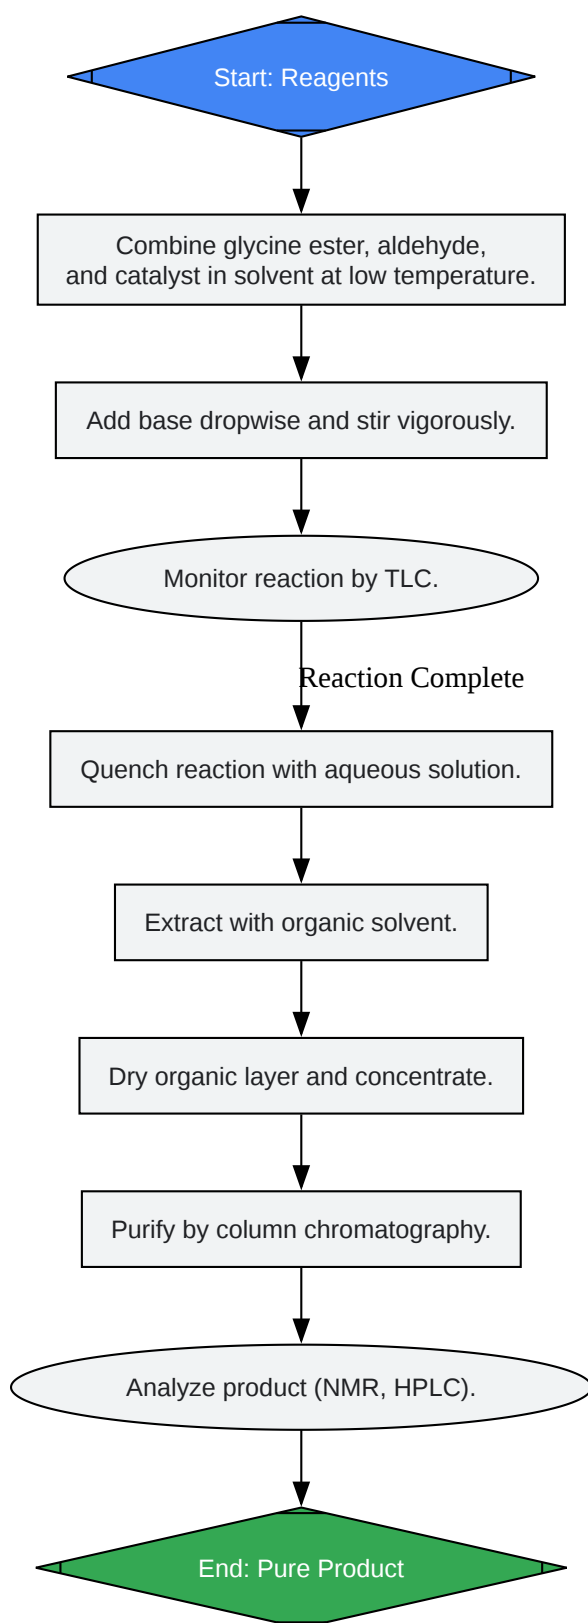 Start: Reagents
Combine glycine ester, aldehyde,
and catalyst in solvent at low temperature.
Add base dropwise and stir vigorously.
Monitor reaction by TLC.
Reaction Complete
Quench reaction with aqueous solution.
Extract with organic solvent.
Dry organic layer and concentrate.
Purify by column chromatography.
Analyze product (NMR, HPLC).
End: Pure Product